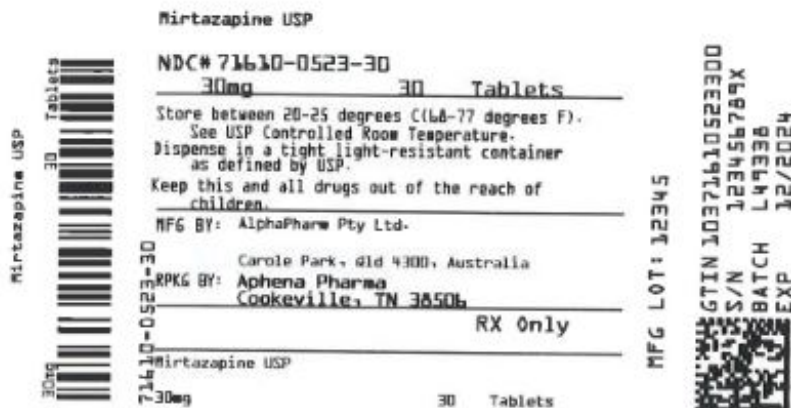 Mirtazapine USP
NDC# 71610-0523-30
30mg 30 Tablets
Store between 20-25 degrees C(68-77 degrees F).
See USP Controlled Room Temperature.
Dispense in a tight light-resistant container
as defined by USP.
Keep this and all drugs out of the reach of
children.
MFG BY: AlphaPharm Pty Ltd.
Carole Park, Qld 4300, Australia
RPKG BY: Aphena Pharma
Cookeville, TN 38506
RX Only
Mirtazapine USP
30mg 30 Tablets
Mirtazapine USP
30mg 30 Tablets
71610-0523-30
MFG LOT: 12345
GTIN 10371610523300
S/N 123456789X
BATCH L49338
EXP 12/2024